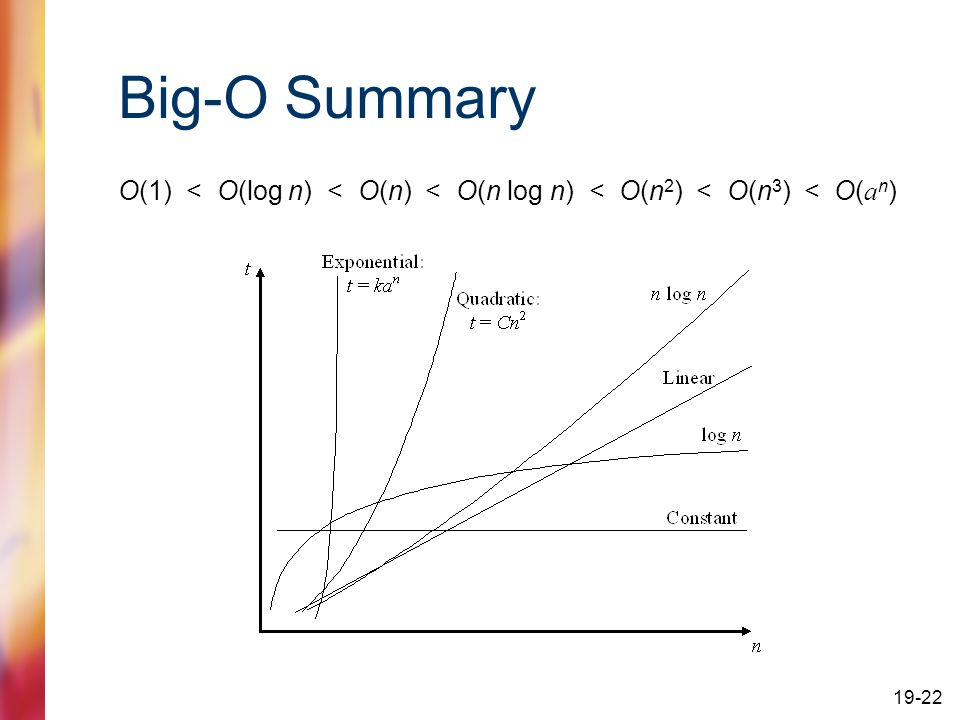 Big-O Summary
O(1) < O(log n) < O(n) < O(n log n) < O(n²) < O(n³) < O(aⁿ)
t
Exponential:
t = kaⁿ
Quadratic:
t = Cn²
n log n
Linear
log n
Constant
n
19-22